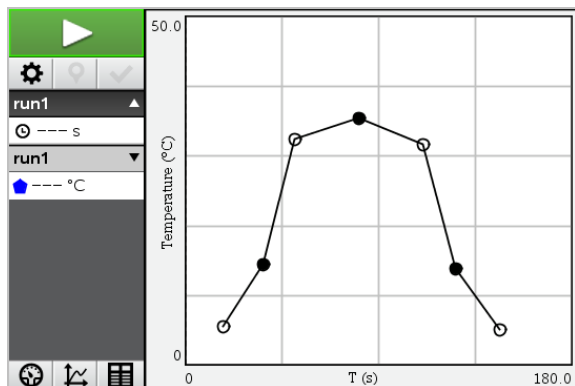 run1
--- s
run1
--- °C
50.0
Temperature (°C)
0
0
T (s)
180.0